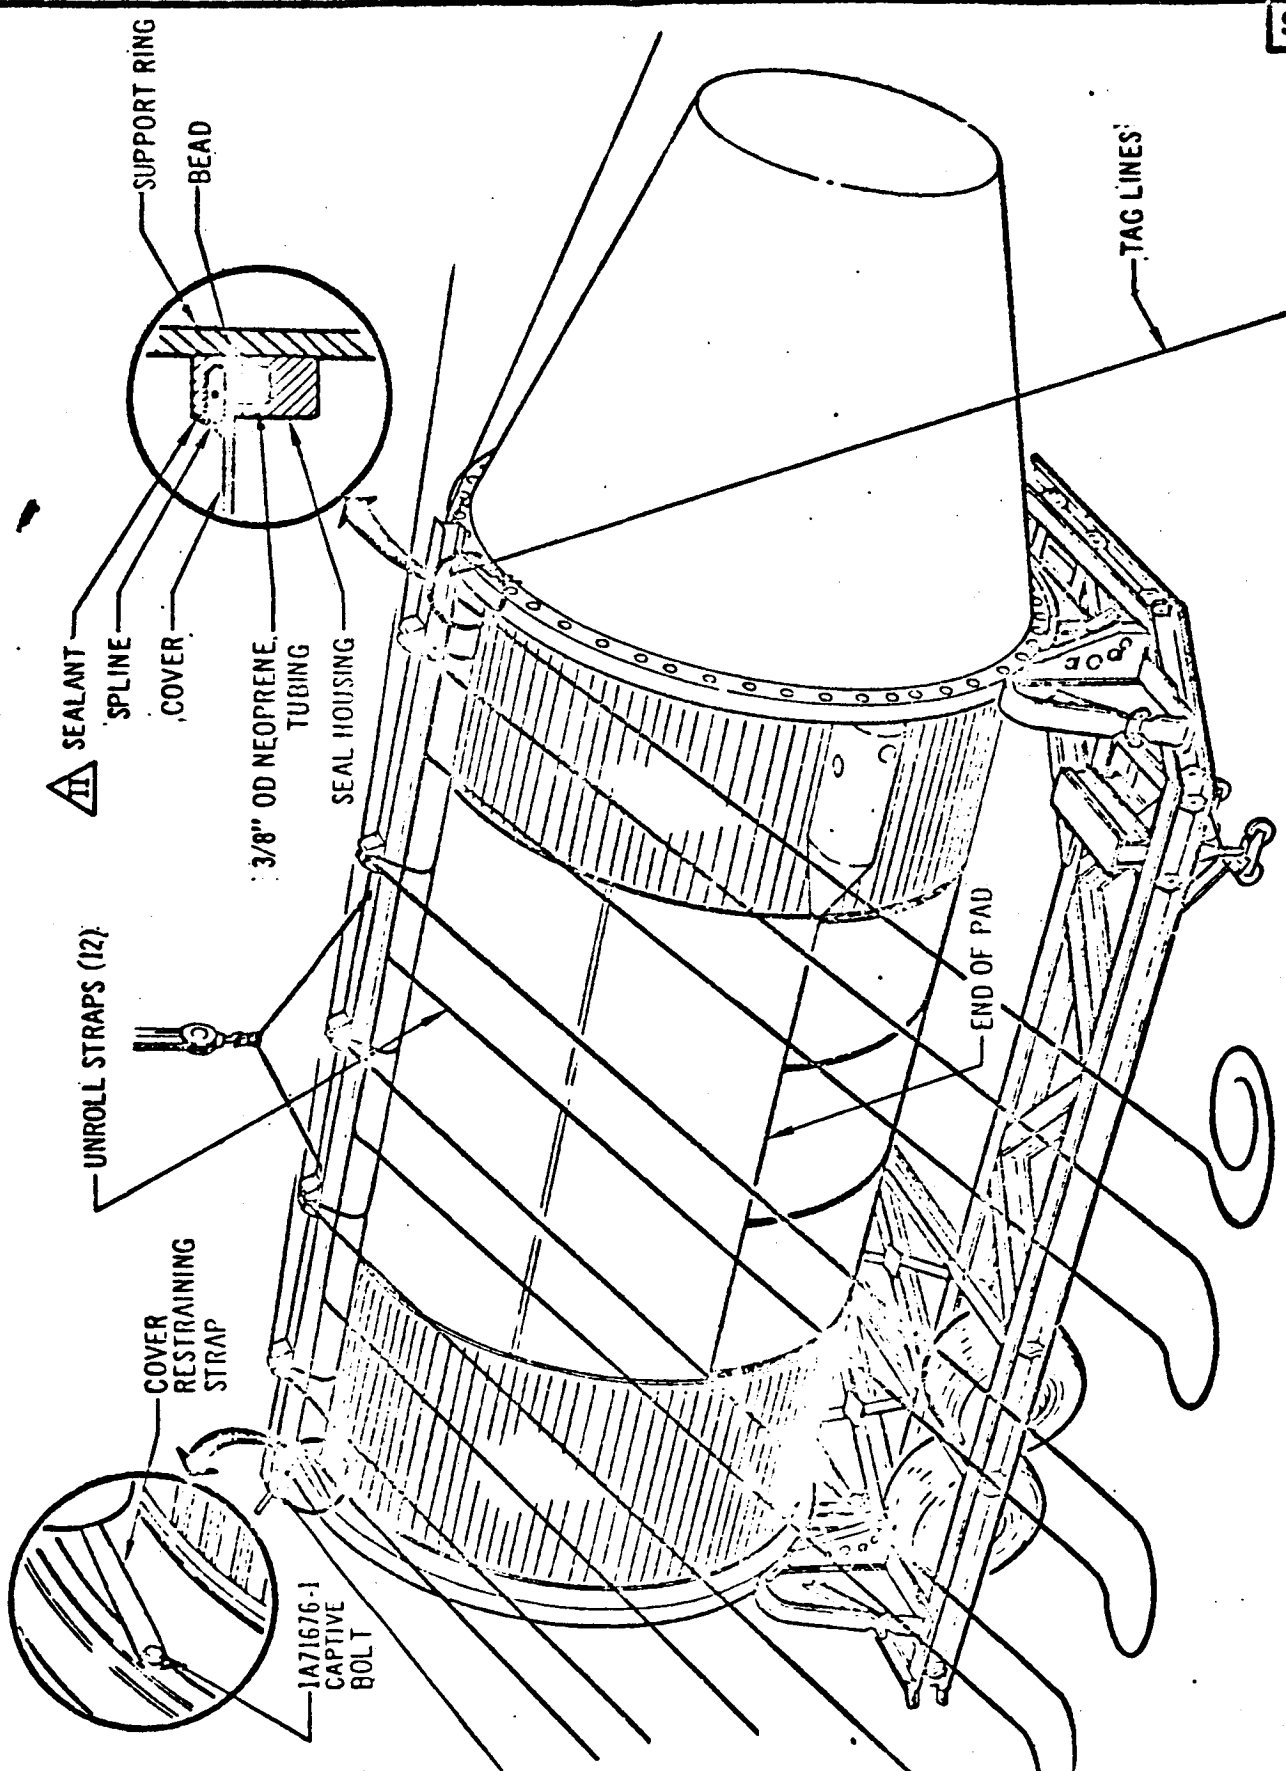 COVER
RESTRAINING
STRAP
1A71676-1
CAPTIVE
BOLT
UNROLL STRAPS (12)
11 SEALANT
SPLINE
COVER
3/8" OD NEOPRENE
TUBING
SEAL HOUSING
SUPPORT RING
BEAD
END OF PAD
TAG LINES